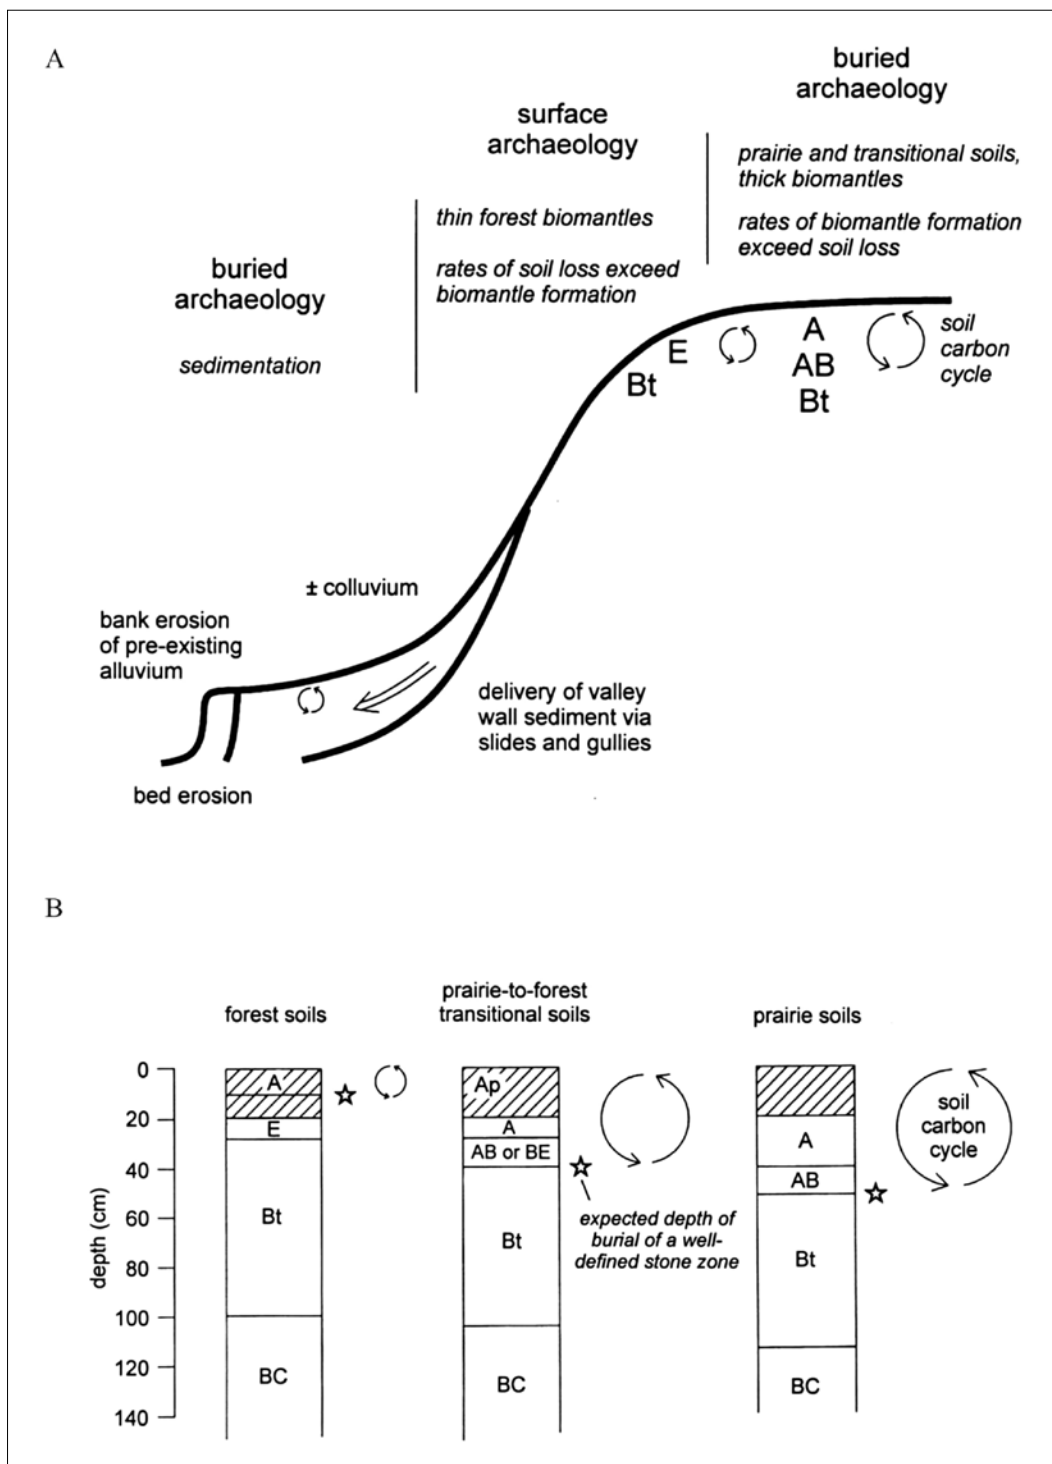 A
buried
archaeology
surface
archaeology
prairie and transitional soils,
thick biomantles
rates of biomantle formation
exceed soil loss
thin forest biomantles
rates of soil loss exceed
biomantle formation
buried
archaeology
sedimentation
E
Bt
A
AB
Bt
soil
carbon
cycle
± colluvium
bank erosion
of pre-existing
alluvium
delivery of valley
wall sediment via
slides and gullies
bed erosion
B
forest soils
prairie-to-forest
transitional soils
prairie soils
depth (cm)
0
20
40
60
80
100
120
140
A
E
Bt
BC
Ap
A
AB or BE
Bt
BC
expected depth of
burial of a well-
defined stone zone
A
AB
Bt
BC
soil
carbon
cycle